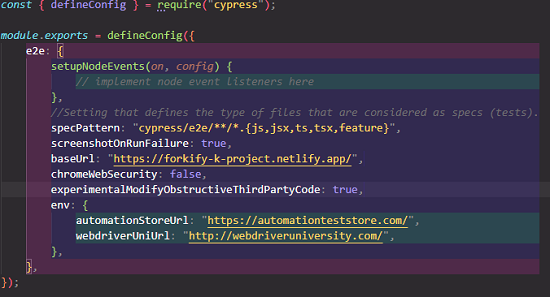 const { defineConfig } = require("cypress");
module.exports = defineConfig({
e2e: {
setupNodeEvents(on, config) {
// implement node event listeners here
},
//Setting that defines the type of files that are considered as specs (tests).
specPattern: "cypress/e2e/**/*.{js,jsx,ts,tsx,feature}",
screenshotOnRunFailure: true,
baseUrl: "https://forkify-k-project.netlify.app/",
chromeWebSecurity: false,
experimentalModifyObstructiveThirdPartyCode: true,
env: {
automationStoreUrl: "https://automationteststore.com/",
webdriverUniUrl: "http://webdriveruniversity.com/",
},
},
});